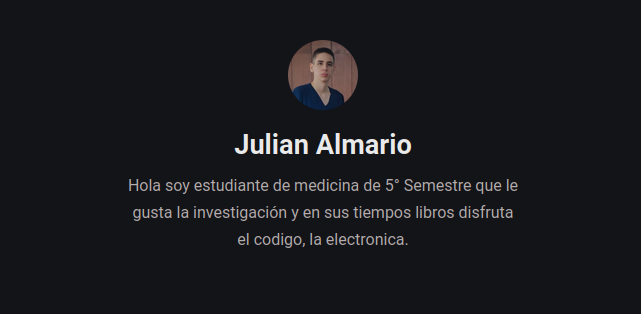 Julian Almario
Hola soy estudiante de medicina de 5° Semestre que le
gusta la investigación y en sus tiempos libros disfruta
el codigo, la electronica.